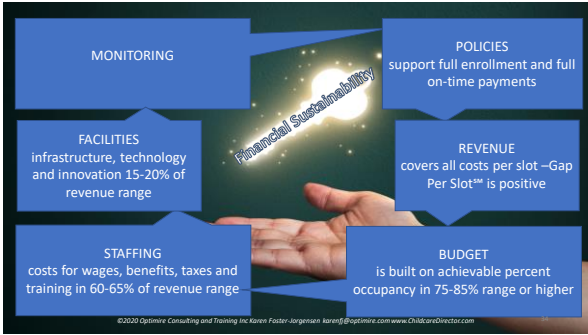 MONITORING
POLICIES
support full enrollment and full
on-time payments
Financial Sustainability
FACILITIES
infrastructure, technology
and innovation 15-20% of
revenue range
REVENUE
covers all costs per slot –Gap
Per Slot℠ is positive
STAFFING
costs for wages, benefits, taxes and
training in 60-65% of revenue range
BUDGET
is built on achievable percent
occupancy in 75-85% range or higher
©2020 Optimire Consulting and Training Inc Karen Foster-Jorgensen karenfj@optimire.com www.ChildcareDirector.com